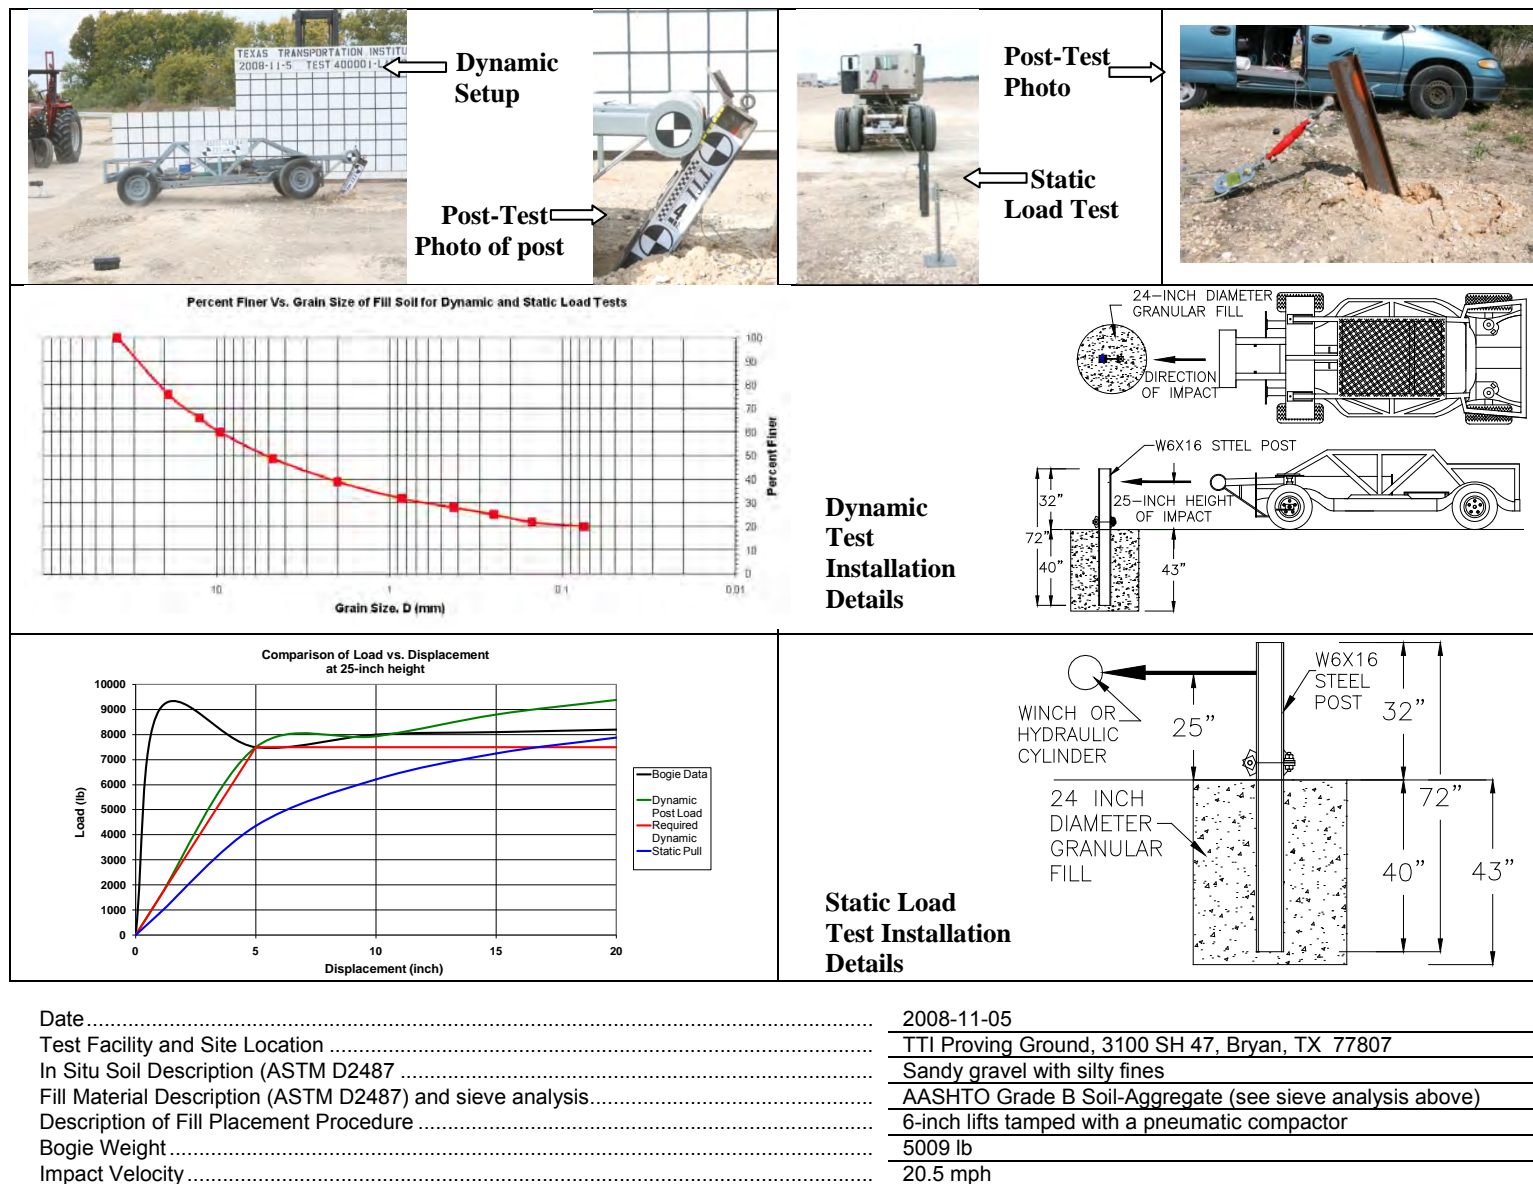 TEXAS TRANSPORTATION INSTITU
2008-11-5 TEST 400001-L
Dynamic
Setup
TTI
4
Post-Test
Photo of post
Static
Load Test
Post-Test
Photo
Percent Finer Vs. Grain Size of Fill Soil for Dynamic and Static Load Tests
100
90
80
70
60
50
40
30
20
10
0
Percent Finer
10
1
0.1
0.01
Grain Size, D (mm)
24-INCH DIAMETER
GRANULAR FILL
DIRECTION
OF IMPACT
W6X16 STTEL POST
25-INCH HEIGHT
OF IMPACT
32"
72"
40"
43"
Dynamic
Test
Installation
Details
Comparison of Load vs. Displacement
at 25-inch height
10000
9000
8000
7000
6000
5000
4000
3000
2000
1000
0
Load (lb)
0 5 10 15 20
Displacement (inch)
Bogie Data
Dynamic
Post Load
Required
Dynamic
Static Pull
W6X16
STEEL
POST
WINCH OR
HYDRAULIC
CYLINDER
25"
32"
24 INCH
DIAMETER
GRANULAR
FILL
72"
40"
43"
Static Load
Test Installation
Details
Date 2008-11-05
Test Facility and Site Location TTI Proving Ground, 3100 SH 47, Bryan, TX 77807
In Situ Soil Description (ASTM D2487 Sandy gravel with silty fines
Fill Material Description (ASTM D2487) and sieve analysis AASHTO Grade B Soil-Aggregate (see sieve analysis above)
Description of Fill Placement Procedure 6-inch lifts tamped with a pneumatic compactor
Bogie Weight 5009 lb
Impact Velocity 20.5 mph